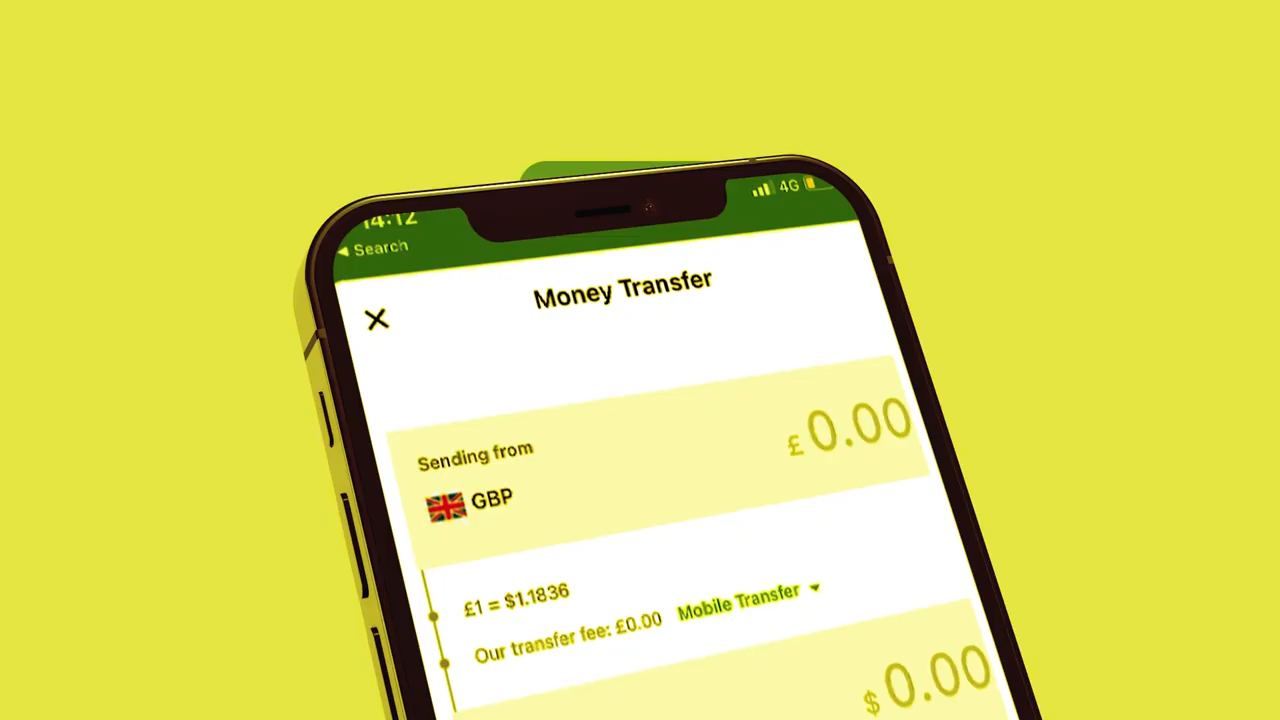 14:12
4G
◀ Search
Money Transfer
Sending from
£ 0.00
GBP
£1 = $1.1836
Our transfer fee: £0.00 Mobile Transfer
$ 0.00